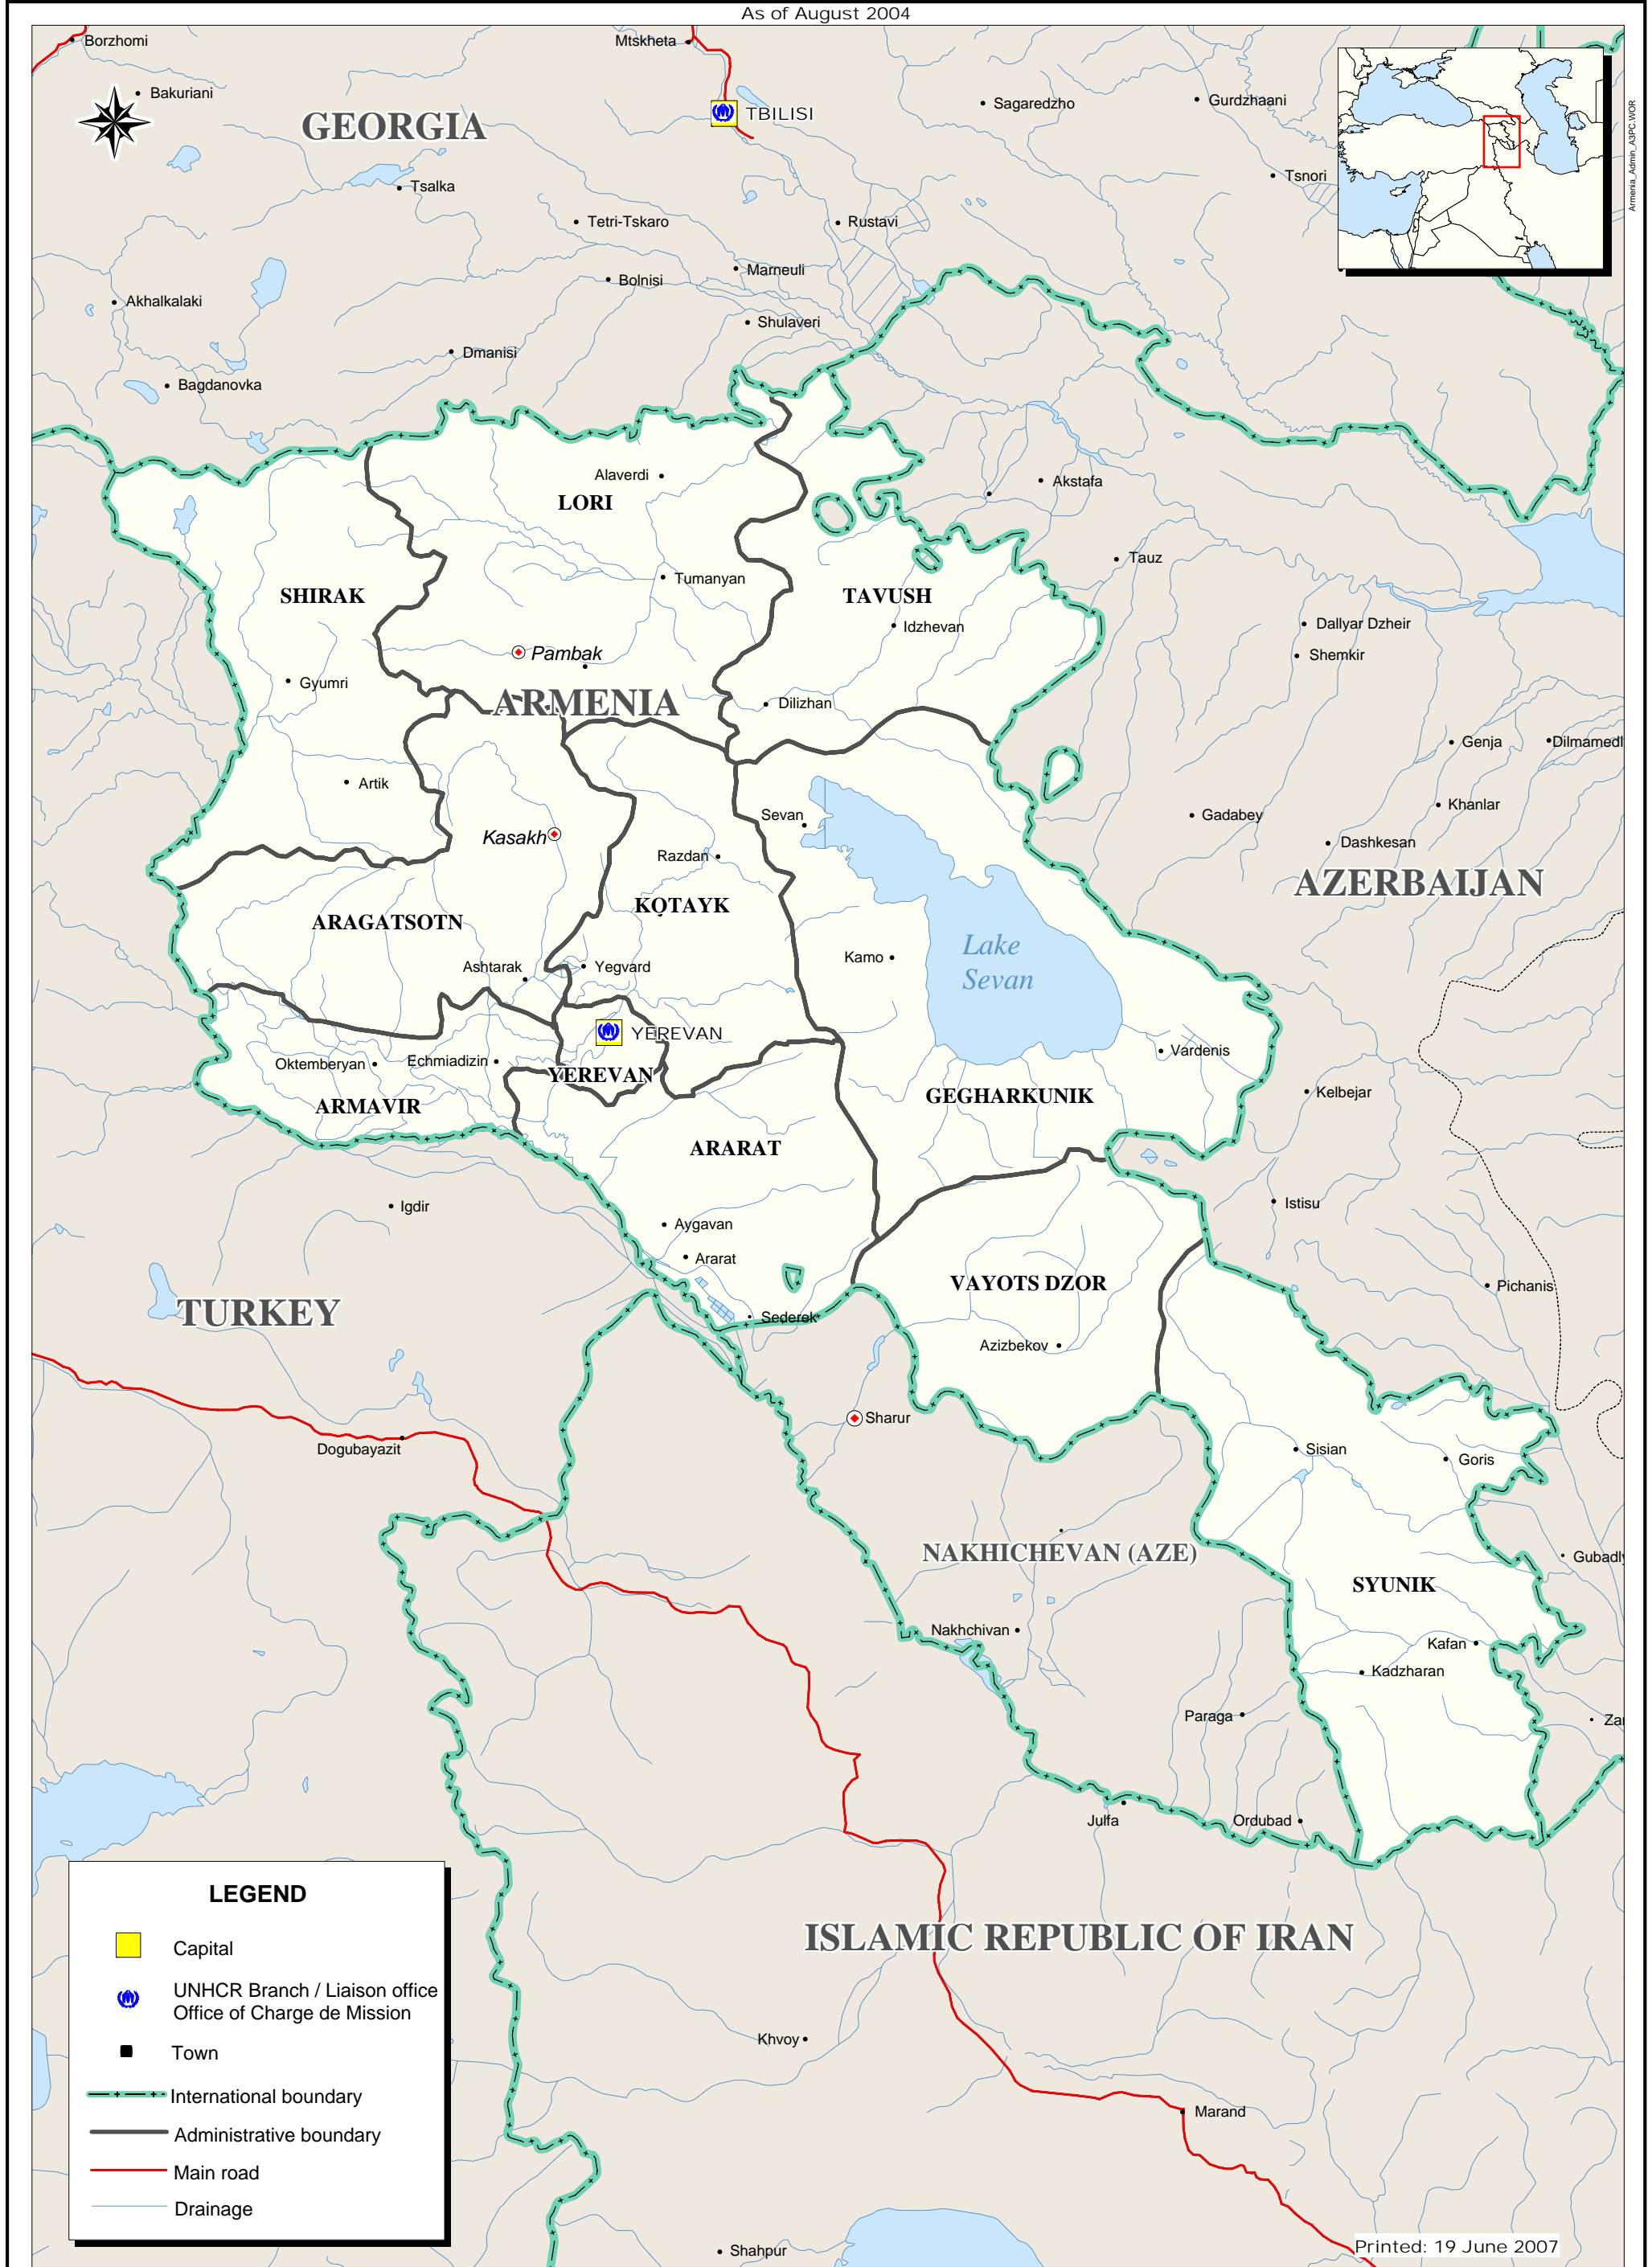 As of August 2004
Borzhomi
Mtskheta
Bakuriani
GEORGIA
TBILISI
Sagaredzho
Gurdzhaani
Armenia_Admin_A3PC.WOR
Tsalka
Tsnori
Tetri-Tskaro
Rustavi
Marneuli
Bolnisi
Akhalkalaki
Shulaveri
Dmanisi
Bagdanovka
Alaverdi
LORI
Akstafa
Tauz
Tumanyan
SHIRAK
TAVUSH
Idzhevan
Dallyar Dzheir
Shemkir
Pambak
Gyumri
ARMENIA
Dilizhan
Genja
Dilmamedl
Artik
Khanlar
Sevan
Gadabey
Kasakh
Dashkesan
Razdan
AZERBAIJAN
KOTAYK
ARAGATSOTN
Lake
Sevan
Kamo
Ashtarak
Yegvard
YEREVAN
Vardenis
Oktemberyan
Echmiadizin
YEREVAN
Kelbejar
ARMAVIR
GEGHARKUNIK
ARARAT
Igdir
Istisu
Aygavan
Ararat
VAYOTS DZOR
Pichanis
TURKEY
Sederek
Azizbekov
Sharur
Dogubayazit
Sisian
Goris
NAKHICHEVAN (AZE)
Gubadly
SYUNIK
Nakhchivan
Kafan
Kadzharan
Paraga
Zan
Julfa
Ordubad
LEGEND
Capital
UNHCR Branch / Liaison office
Office of Charge de Mission
Town
International boundary
Administrative boundary
Main road
Drainage
ISLAMIC REPUBLIC OF IRAN
Khvoy
Marand
Shahpur
Printed: 19 June 2007